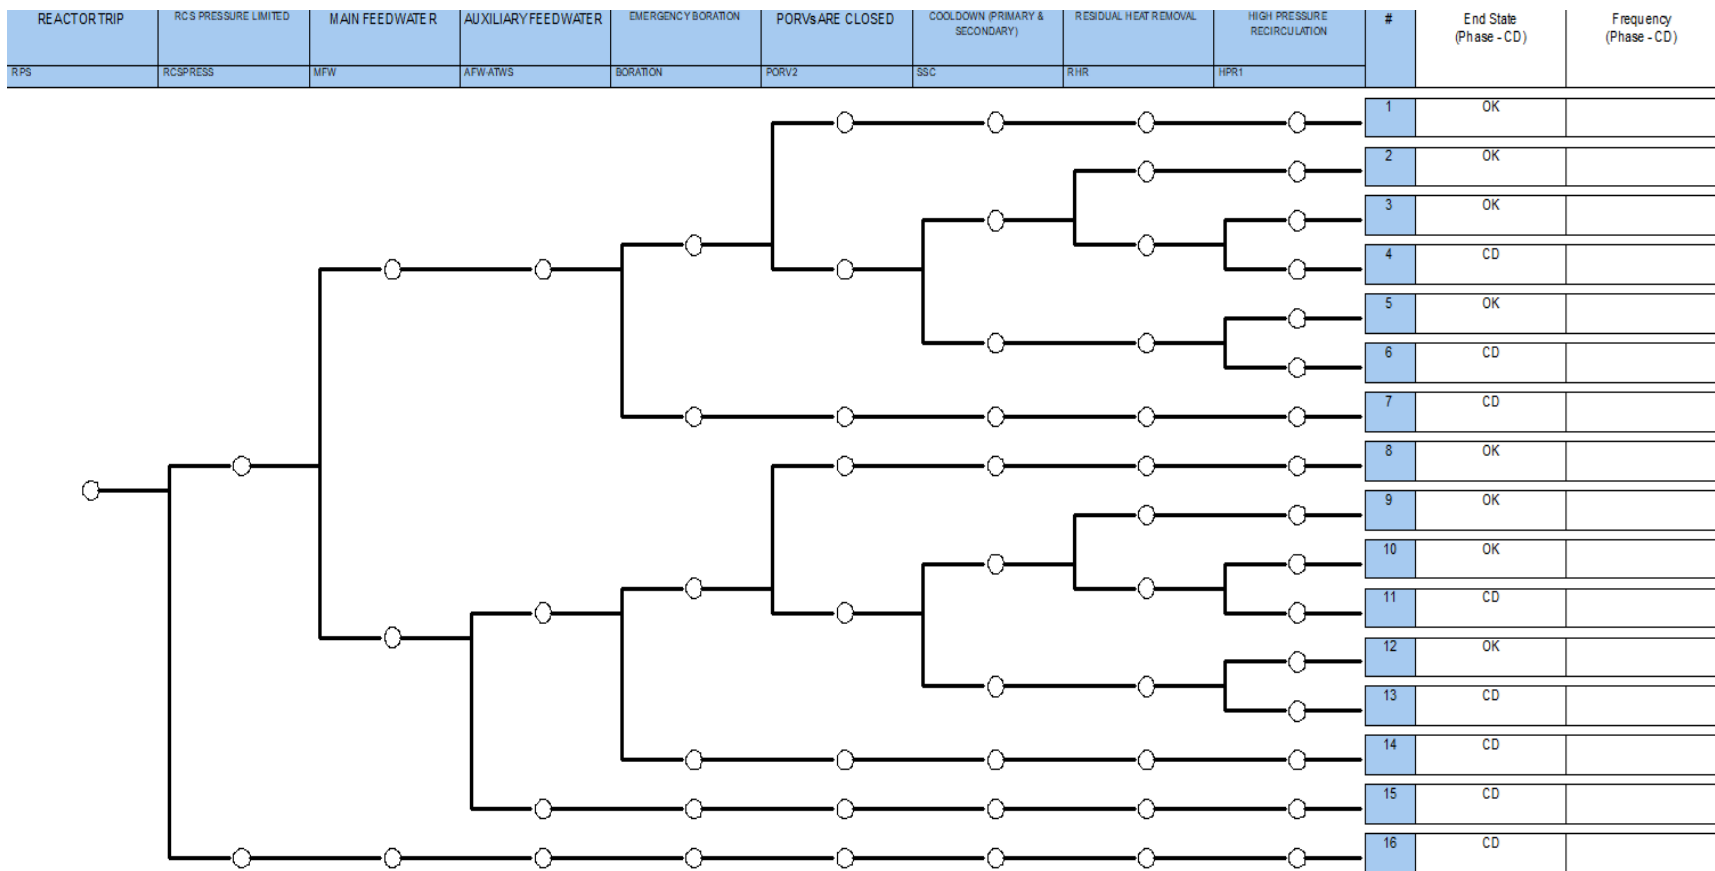 REACTOR TRIP
RCS PRESSURE LIMITED
MAIN FEEDWATER
AUXILIARY FEEDWATER
EMERGENCY BORATION
PORVs ARE CLOSED
COOLDOWN (PRIMARY &
SECONDARY)
RESIDUAL HEAT REMOVAL
HIGH PRESSURE
RECIRCULATION
#
End State
(Phase - CD)
Frequency
(Phase - CD)
RPS
RCSPRESS
MFW
AFW-ATWS
BORATION
PORV2
SSC
RHR
HPR1
1 OK
2 OK
3 OK
4 CD
5 OK
6 CD
7 CD
8 OK
9 OK
10 OK
11 CD
12 OK
13 CD
14 CD
15 CD
16 CD